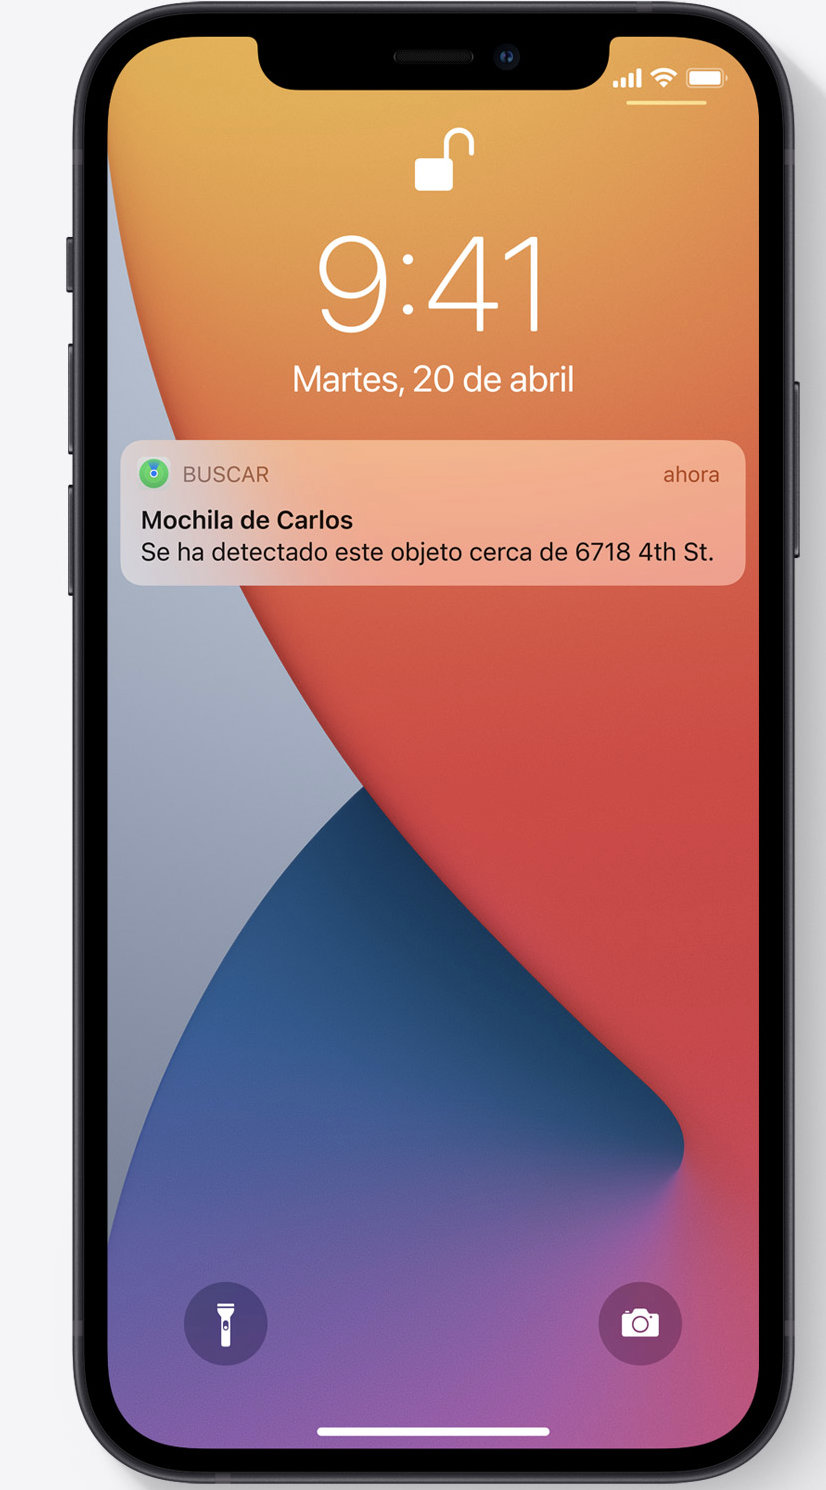 9:41
Martes, 20 de abril
BUSCAR ahora
Mochila de Carlos
Se ha detectado este objeto cerca de 6718 4th St.